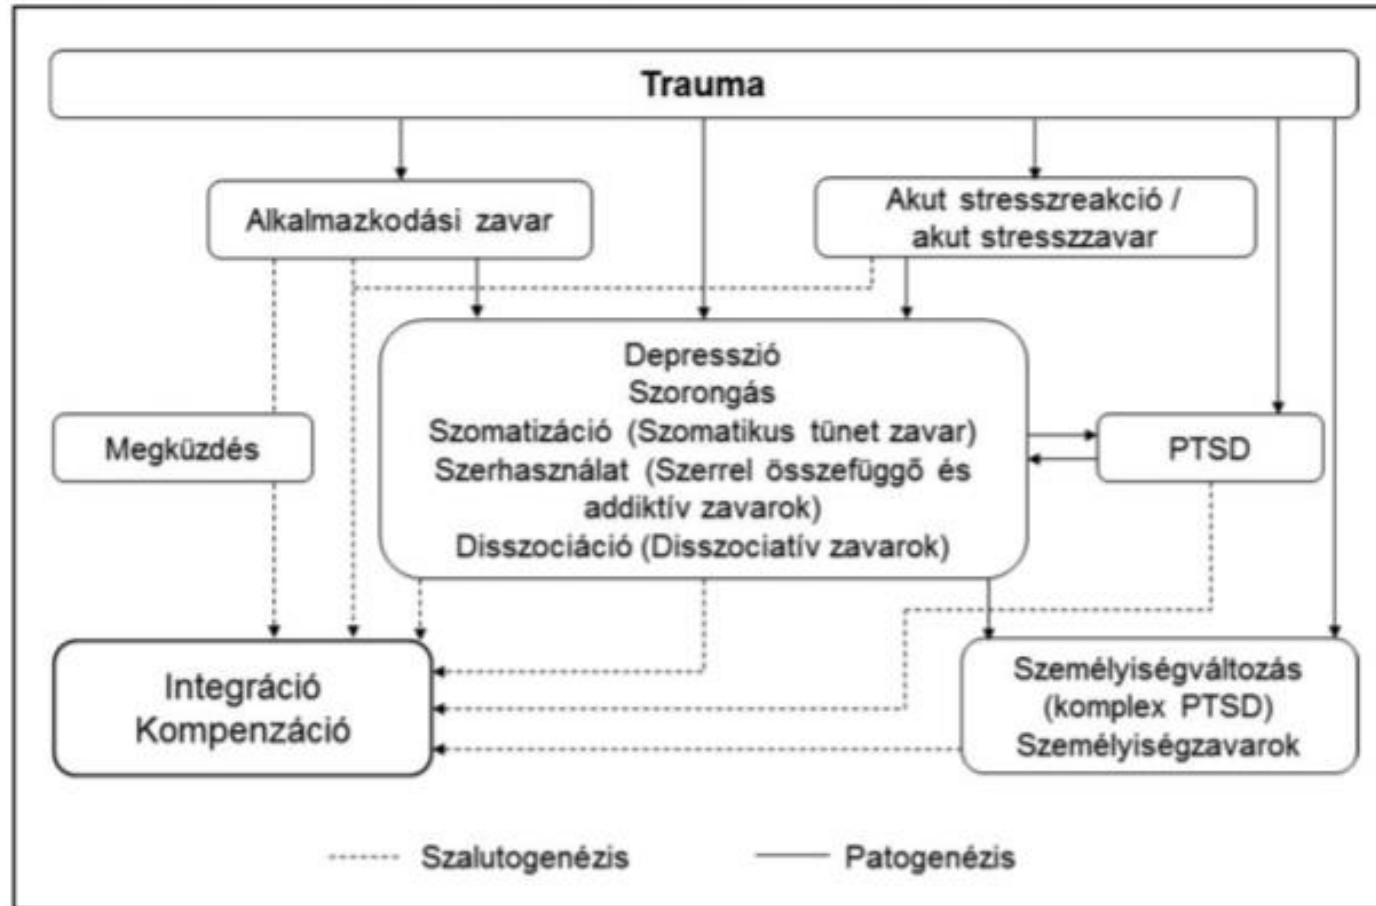 Trauma
Alkalmazkodási zavar
Akut stresszreakció /
akut stresszzavar
Depresszió
Szorongás
Szomatizáció (Szomatikus tünet zavar)
Szerhasználat (Szerrel összefüggő és
addiktív zavarok)
Disszociáció (Disszociatív zavarok)
Megküzdés
PTSD
Integráció
Kompenzáció
Személyiségváltozás
(komplex PTSD)
Személyiségzavarok
Szalutogenézis
Patogenézis